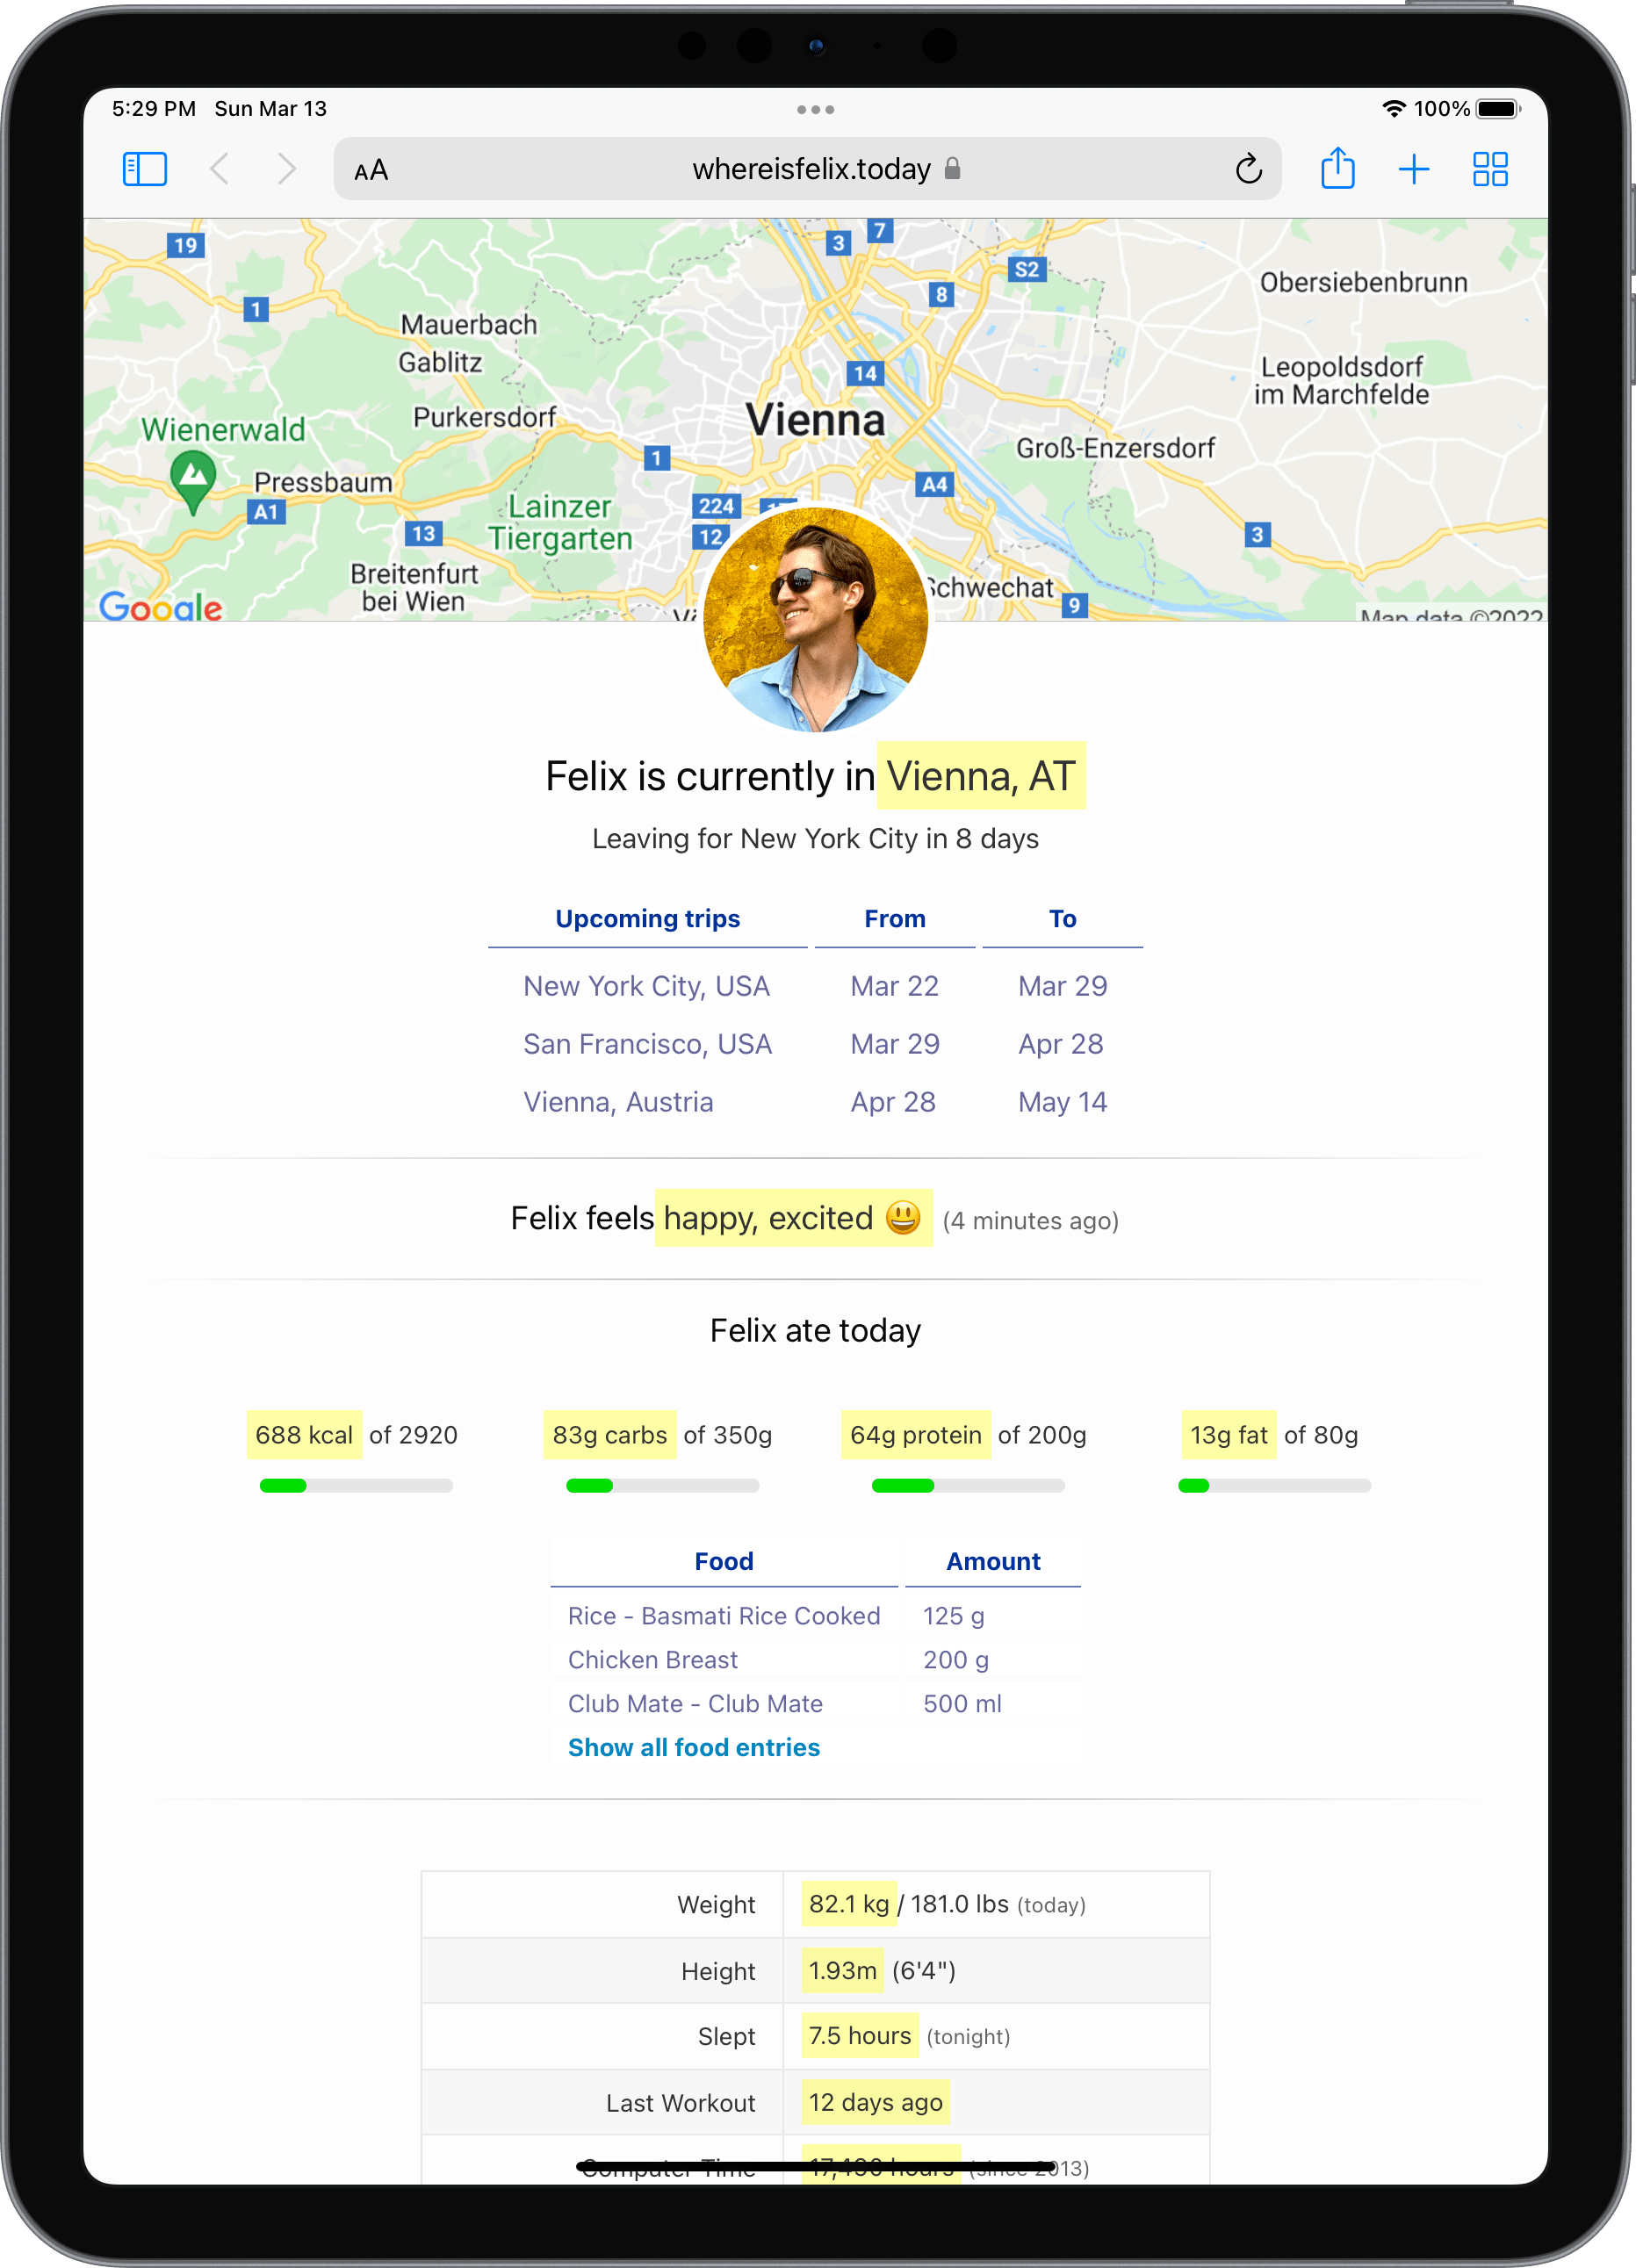 5:29 PM Sun Mar 13
100%
AA
whereisfelix.today
19
3
7
S2
8
1
Obersiebenbrunn
Mauerbach
Gablitz
14
Leopoldsdorf
im Marchfelde
Purkersdorf
Vienna
Wienerwald
Groß-Enzersdorf
1
Pressbaum
A4
A1
Lainzer
Tiergarten
224
13
12
3
Breitenfurt
bei Wien
Schwechat
9
Google
Map data ©2022
Felix is currently in Vienna, AT
Leaving for New York City in 8 days
Upcoming trips From To
New York City, USA Mar 22 Mar 29
San Francisco, USA Mar 29 Apr 28
Vienna, Austria Apr 28 May 14
Felix feels happy, excited 😃 (4 minutes ago)
Felix ate today
688 kcal of 2920 83g carbs of 350g 64g protein of 200g 13g fat of 80g
Food Amount
Rice - Basmati Rice Cooked 125 g
Chicken Breast 200 g
Club Mate - Club Mate 500 ml
Show all food entries
Weight 82.1 kg / 181.0 lbs (today)
Height 1.93m (6'4")
Slept 7.5 hours (tonight)
Last Workout 12 days ago
Computer Time hours (since 2013)